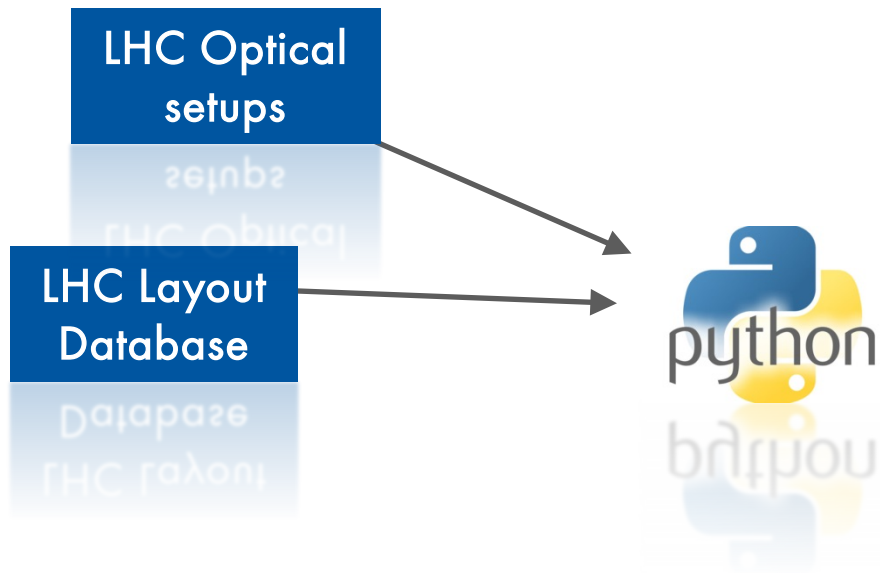 LHC Optical
setups
LHC Layout
Database
python